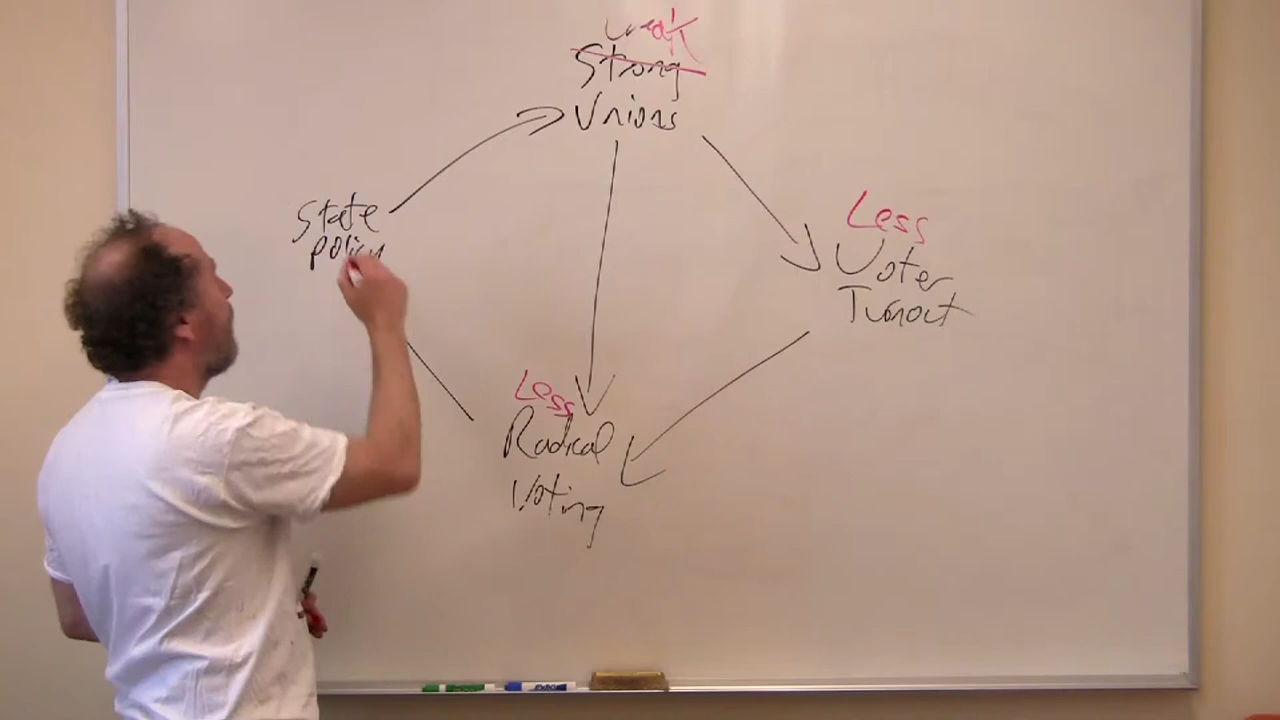 Weak
Strong
Unions
State
policy
Less
Voter
Turnout
Less
Radical
Voting